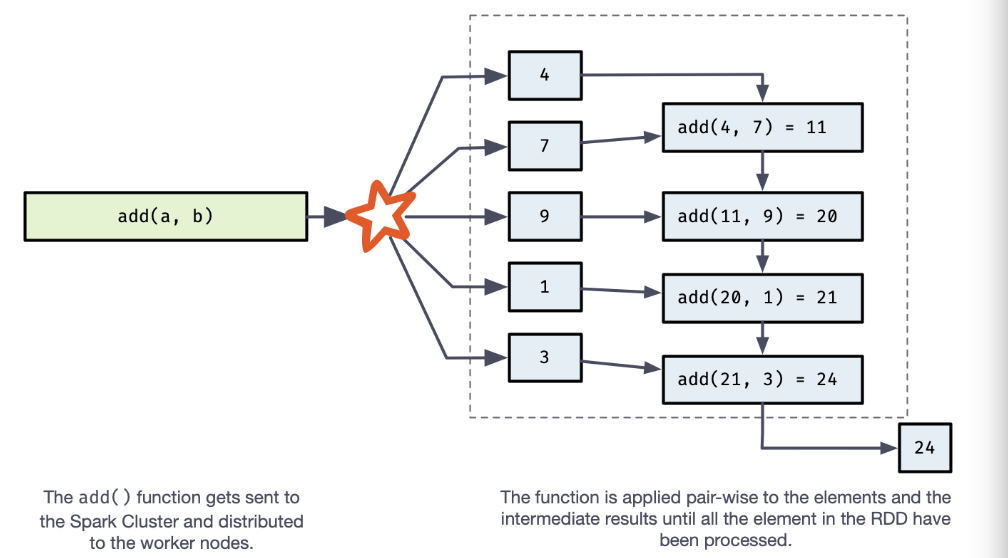 4
add(4, 7) = 11
7
add(a, b)
9
add(11, 9) = 20
1
add(20, 1) = 21
3
add(21, 3) = 24
24
The add() function gets sent to
the Spark Cluster and distributed
to the worker nodes.
The function is applied pair-wise to the elements and the
intermediate results until all the element in the RDD have
been processed.